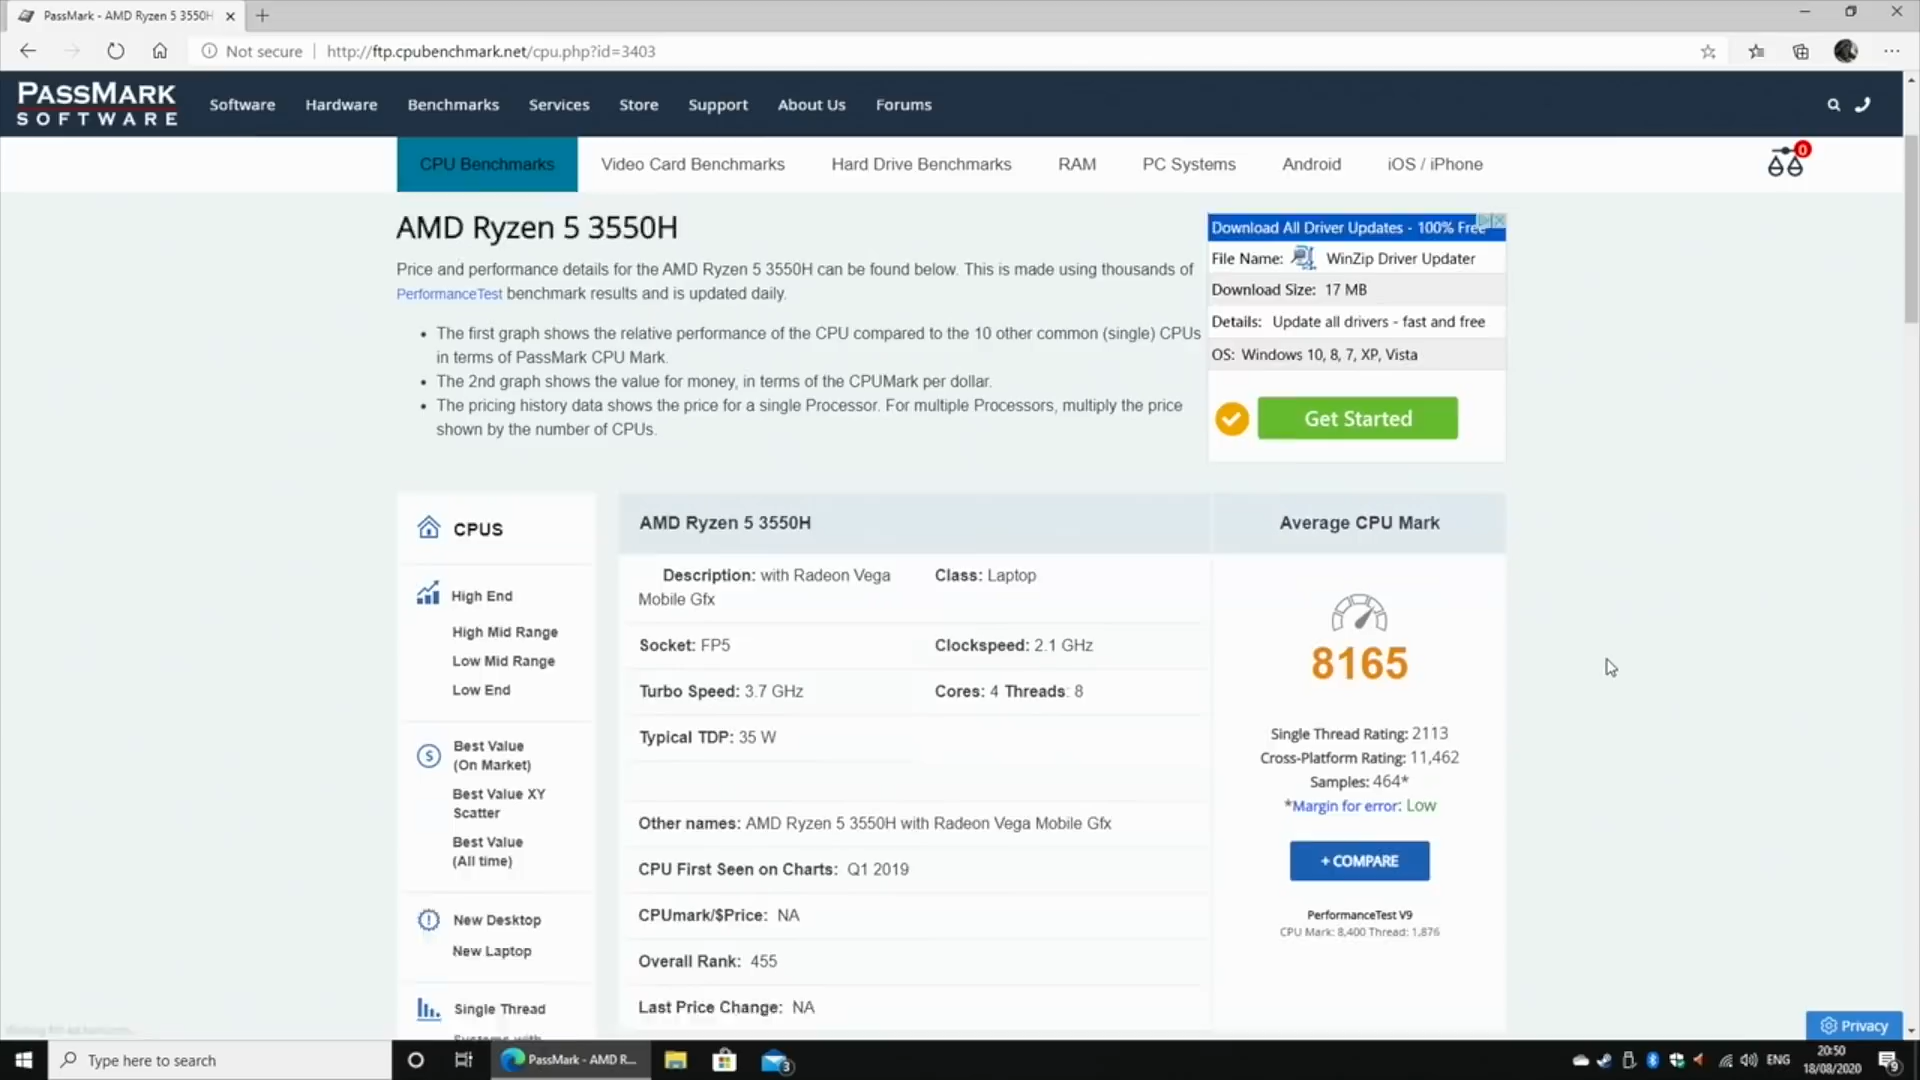 PassMark - AMD Ryzen 5 3550H
Not secure
http://ftp.cpubenchmark.net/cpu.php?id=3403
PASSMARK
SOFTWARE
Software
Hardware
Benchmarks
Services
Store
Support
About Us
Forums
CPU Benchmarks
Video Card Benchmarks
Hard Drive Benchmarks
RAM
PC Systems
Android
iOS / iPhone
0
AMD Ryzen 5 3550H
Price and performance details for the AMD Ryzen 5 3550H can be found below. This is made using thousands of
PerformanceTest benchmark results and is updated daily.
• The first graph shows the relative performance of the CPU compared to the 10 other common (single) CPUs
in terms of PassMark CPU Mark.
• The 2nd graph shows the value for money, in terms of the CPUMark per dollar.
• The pricing history data shows the price for a single Processor. For multiple Processors, multiply the price
shown by the number of CPUs.
Download All Driver Updates - 100% Free
File Name: WinZip Driver Updater
Download Size: 17 MB
Details: Update all drivers - fast and free
OS: Windows 10, 8, 7, XP, Vista
Get Started
CPUS
High End
High Mid Range
Low Mid Range
Low End
Best Value
(On Market)
Best Value XY
Scatter
Best Value
(All time)
New Desktop
New Laptop
Single Thread
Systems with
AMD Ryzen 5 3550H
Description: with Radeon Vega
Mobile Gfx
Class: Laptop
Socket: FP5
Clockspeed: 2.1 GHz
Turbo Speed: 3.7 GHz
Cores: 4 Threads: 8
Typical TDP: 35 W
Other names: AMD Ryzen 5 3550H with Radeon Vega Mobile Gfx
CPU First Seen on Charts: Q1 2019
CPUmark/$Price: NA
Overall Rank: 455
Last Price Change: NA
Average CPU Mark
8165
Single Thread Rating: 2113
Cross-Platform Rating: 11,462
Samples: 464*
*Margin for error: Low
+ COMPARE
PerformanceTest V9
CPU Mark: 8,400 Thread: 1,876
Privacy
Type here to search
PassMark - AMD R...
3
ENG
20:50
18/08/2020
9